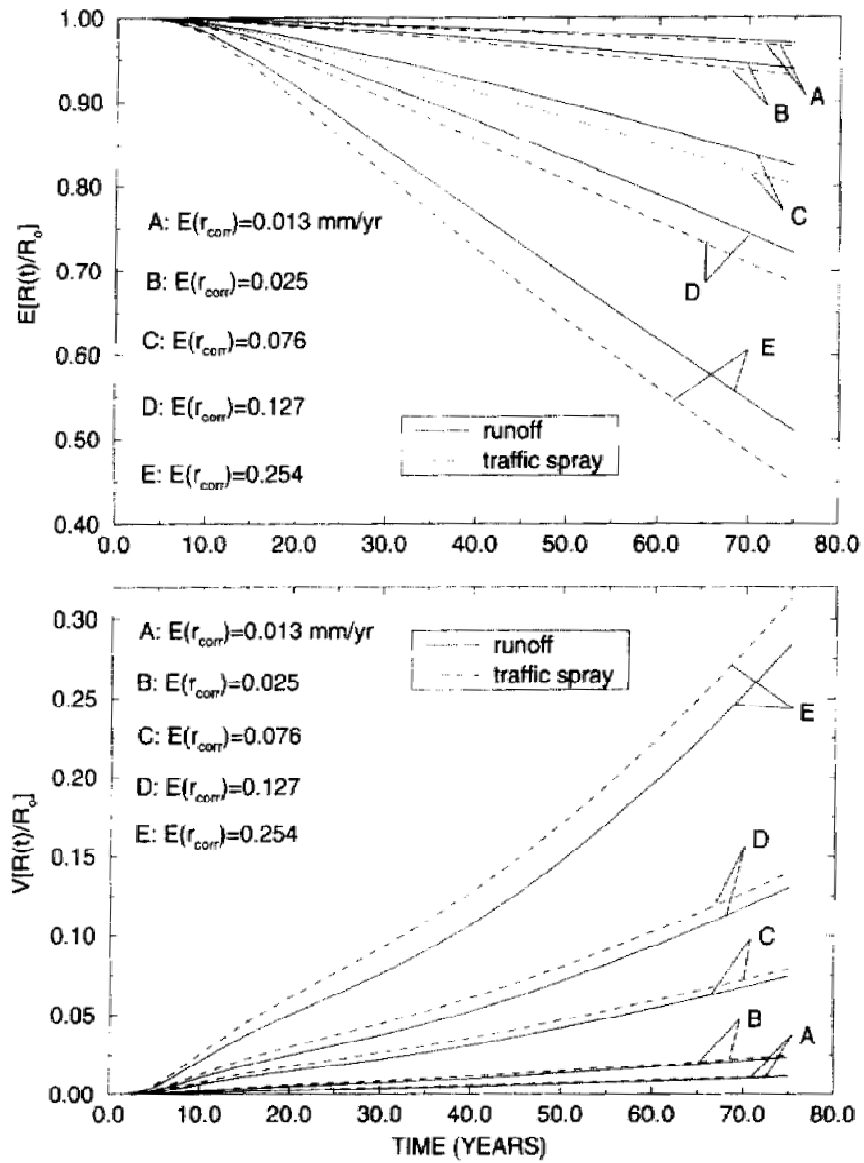 1.00
0.90
0.80
0.70
0.60
0.50
0.40
E[R(t)/R_o]
A
B
C
D
E
A: E(r_corr)=0.013 mm/yr
B: E(r_corr)=0.025
C: E(r_corr)=0.076
D: E(r_corr)=0.127
E: E(r_corr)=0.254
runoff
traffic spray
0.0 10.0 20.0 30.0 40.0 50.0 60.0 70.0 80.0
0.30
0.25
0.20
0.15
0.10
0.05
0.00
V[R(t)/R_o]
A: E(r_corr)=0.013 mm/yr
B: E(r_corr)=0.025
C: E(r_corr)=0.076
D: E(r_corr)=0.127
E: E(r_corr)=0.254
runoff
traffic spray
E
D
C
B
A
0.0 10.0 20.0 30.0 40.0 50.0 60.0 70.0 80.0
TIME (YEARS)